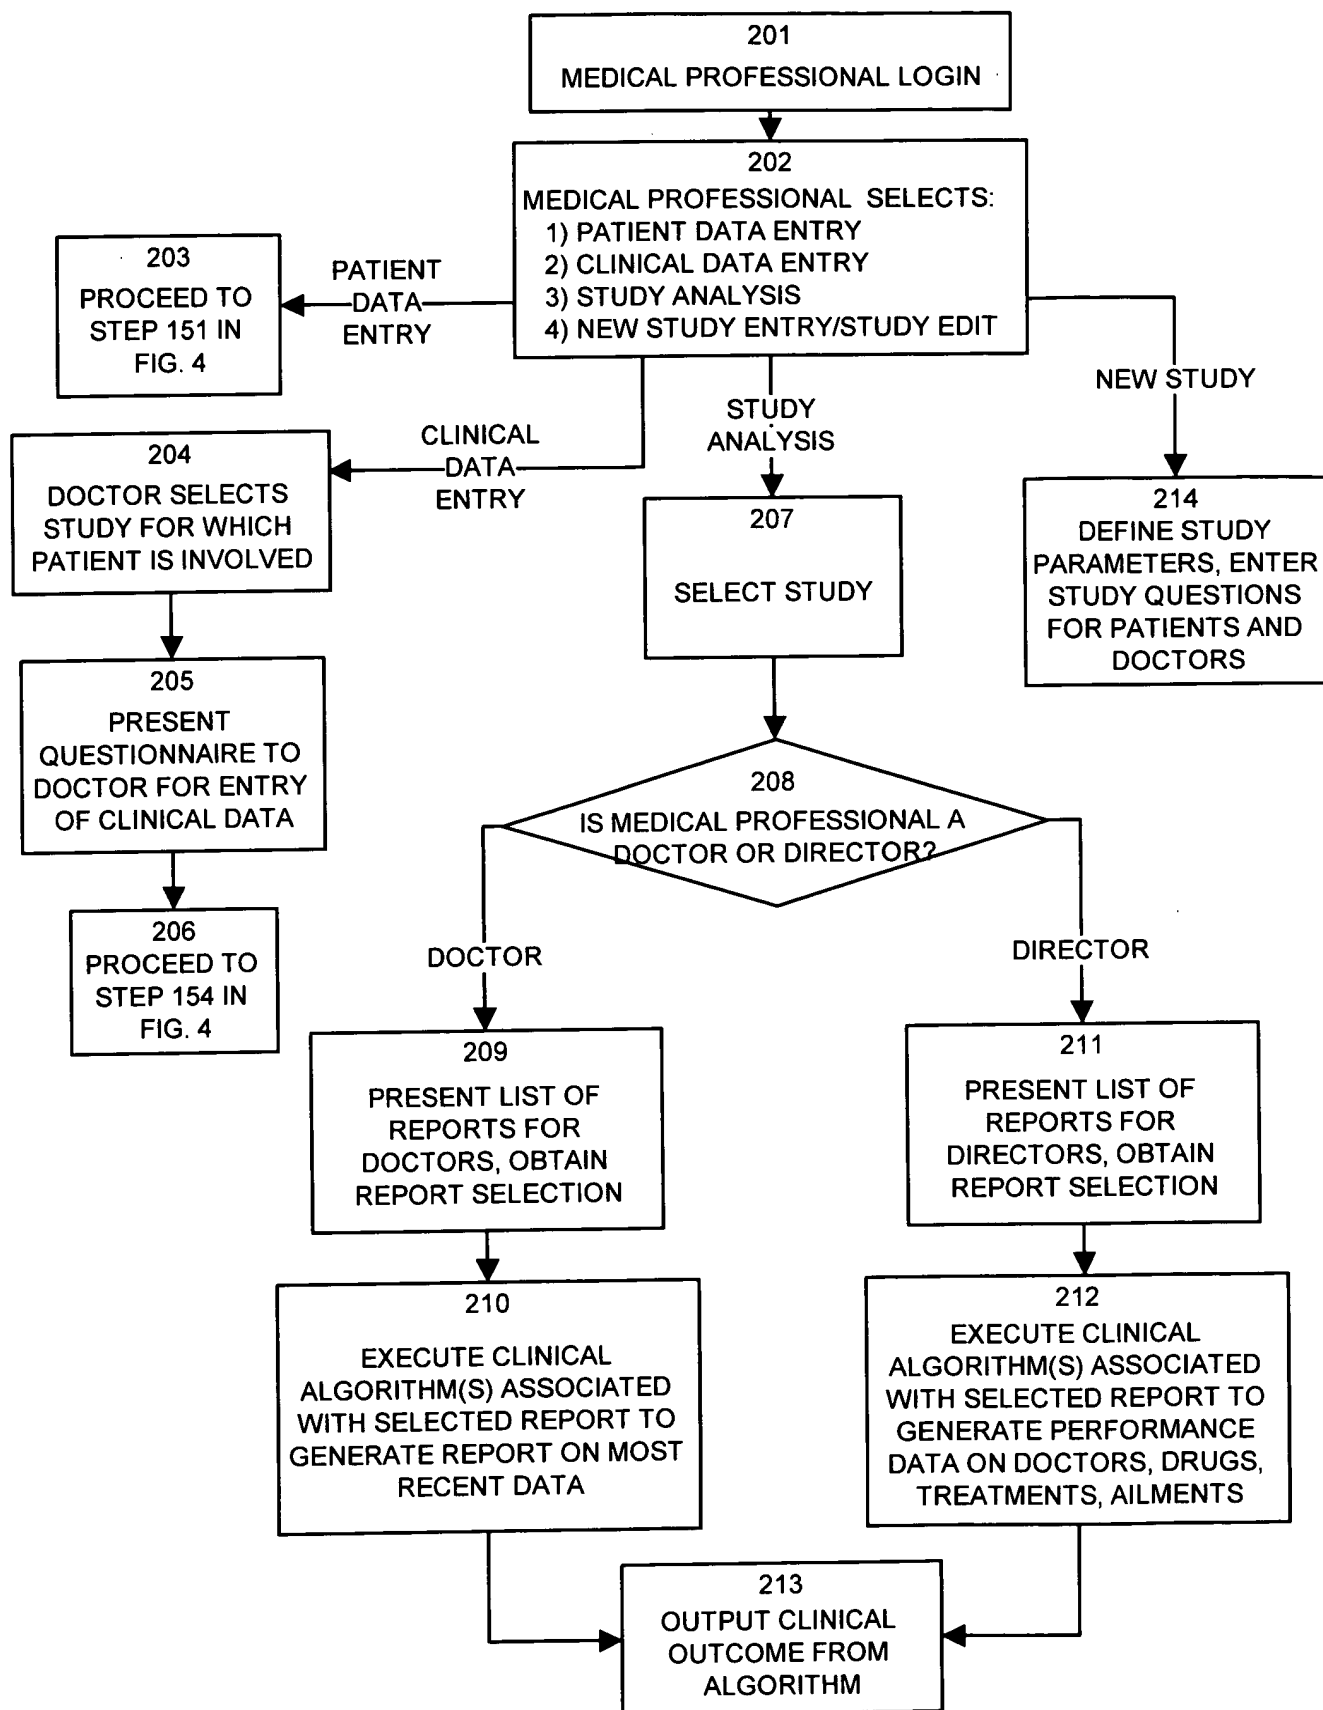 201
MEDICAL PROFESSIONAL LOGIN
202
MEDICAL PROFESSIONAL SELECTS:
1) PATIENT DATA ENTRY
2) CLINICAL DATA ENTRY
3) STUDY ANALYSIS
4) NEW STUDY ENTRY/STUDY EDIT
PATIENT
DATA
ENTRY
203
PROCEED TO
STEP 151 IN
FIG. 4
CLINICAL
DATA
ENTRY
STUDY
ANALYSIS
NEW STUDY
204
DOCTOR SELECTS
STUDY FOR WHICH
PATIENT IS INVOLVED
205
PRESENT
QUESTIONNAIRE TO
DOCTOR FOR ENTRY
OF CLINICAL DATA
206
PROCEED TO
STEP 154 IN
FIG. 4
207
SELECT STUDY
214
DEFINE STUDY
PARAMETERS, ENTER
STUDY QUESTIONS
FOR PATIENTS AND
DOCTORS
208
IS MEDICAL PROFESSIONAL A
DOCTOR OR DIRECTOR?
DOCTOR
DIRECTOR
209
PRESENT LIST OF
REPORTS FOR
DOCTORS, OBTAIN
REPORT SELECTION
211
PRESENT LIST OF
REPORTS FOR
DIRECTORS, OBTAIN
REPORT SELECTION
210
EXECUTE CLINICAL
ALGORITHM(S) ASSOCIATED
WITH SELECTED REPORT TO
GENERATE REPORT ON MOST
RECENT DATA
212
EXECUTE CLINICAL
ALGORITHM(S) ASSOCIATED
WITH SELECTED REPORT TO
GENERATE PERFORMANCE
DATA ON DOCTORS, DRUGS,
TREATMENTS, AILMENTS
213
OUTPUT CLINICAL
OUTCOME FROM
ALGORITHM